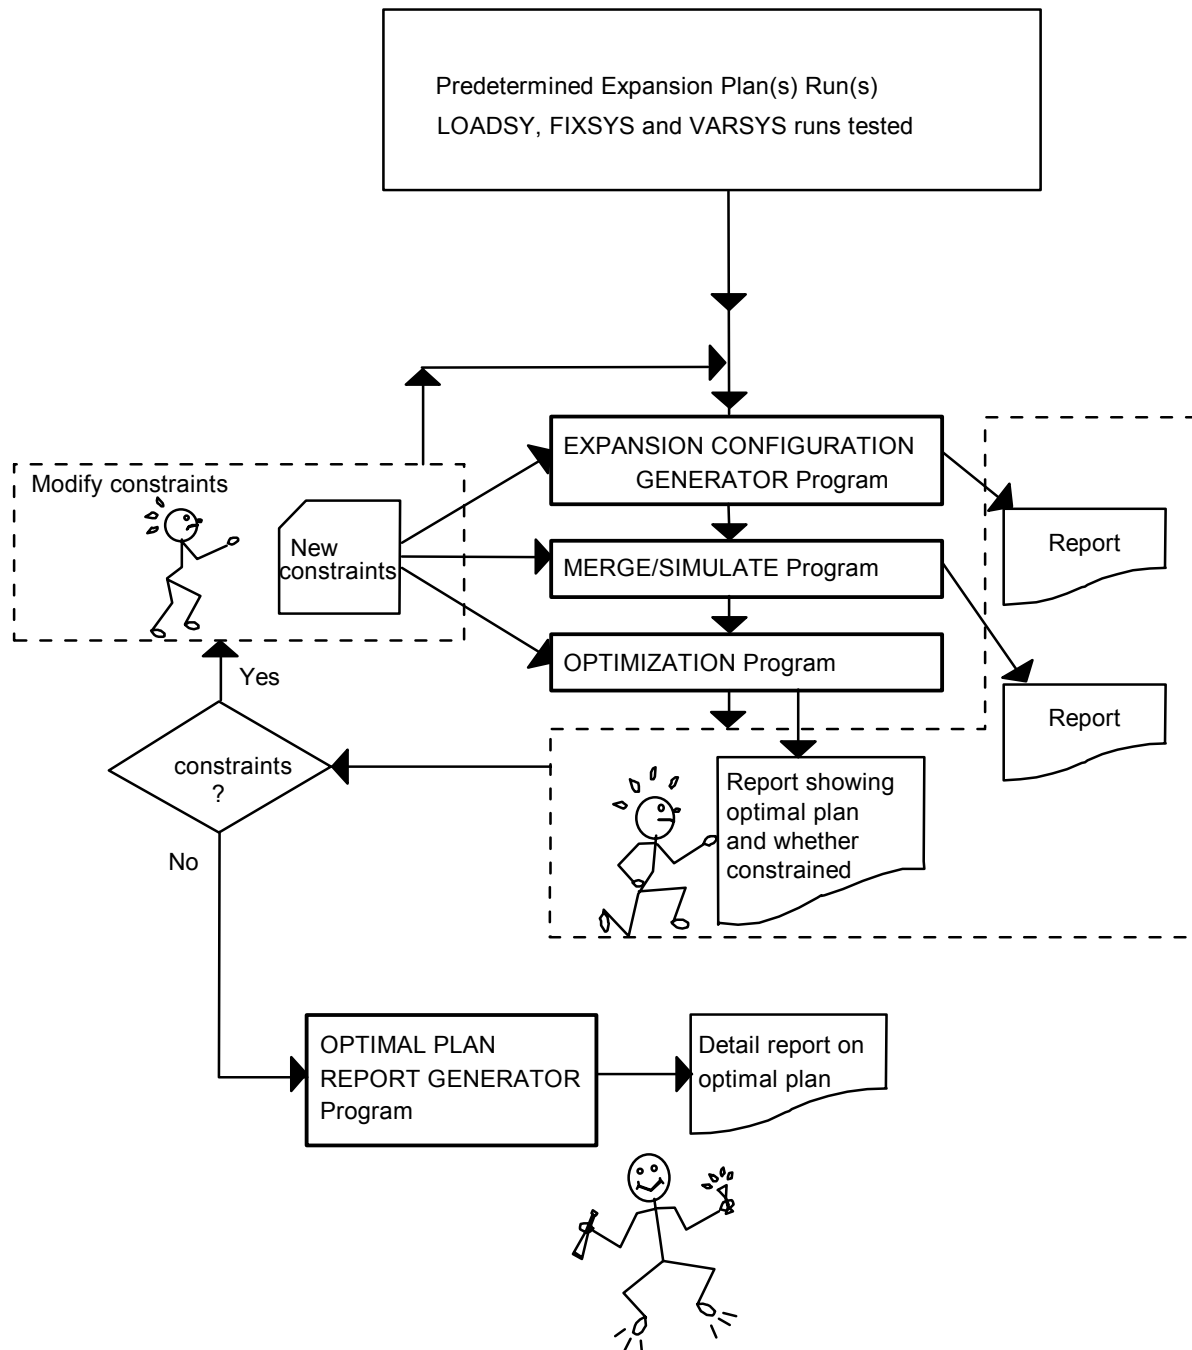 Predetermined Expansion Plan(s) Run(s)
LOADSY, FIXSYS and VARSYS runs tested
EXPANSION CONFIGURATION
GENERATOR Program
Modify constraints
New
constraints
MERGE/SIMULATE Program
Report
OPTIMIZATION Program
Yes
Report
constraints
?
Report showing
optimal plan
and whether
constrained
No
OPTIMAL PLAN
REPORT GENERATOR
Program
Detail report on
optimal plan